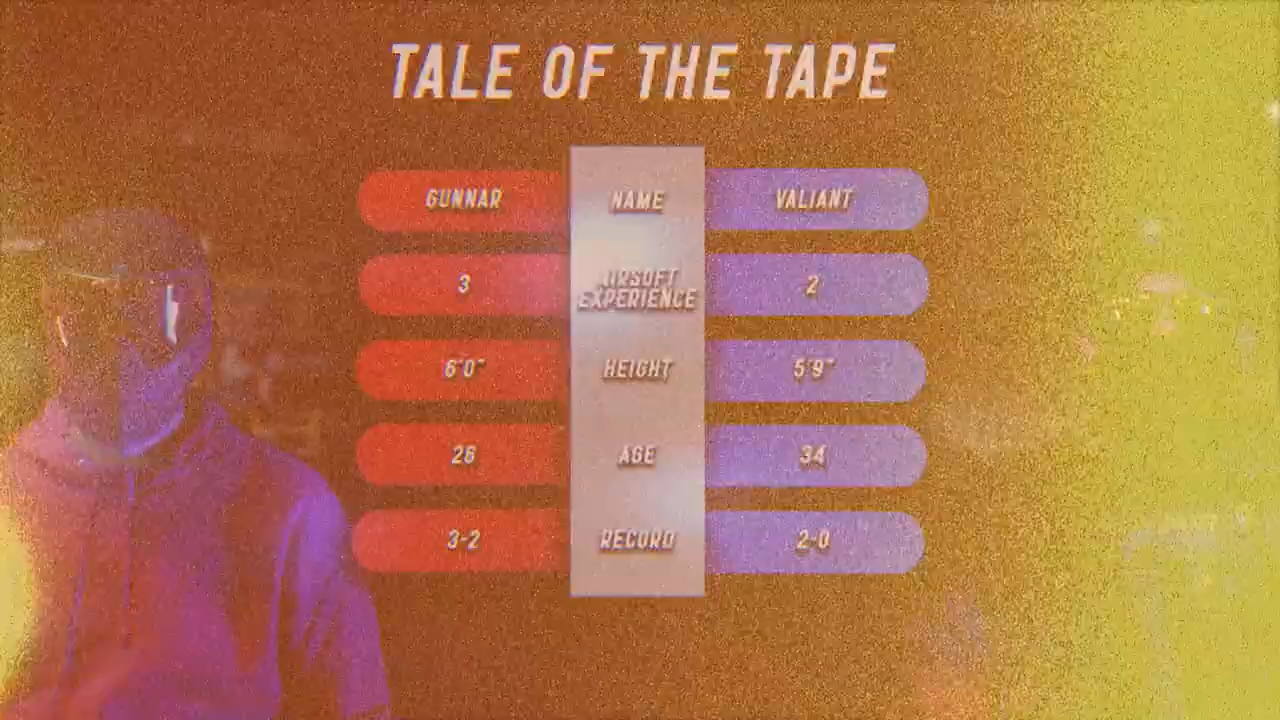 TALE OF THE TAPE
GUNNAR NAME VALIANT
3 AIRSOFT EXPERIENCE 2
6'0" HEIGHT 5'9"
26 AGE 34
3-2 RECORD 2-0